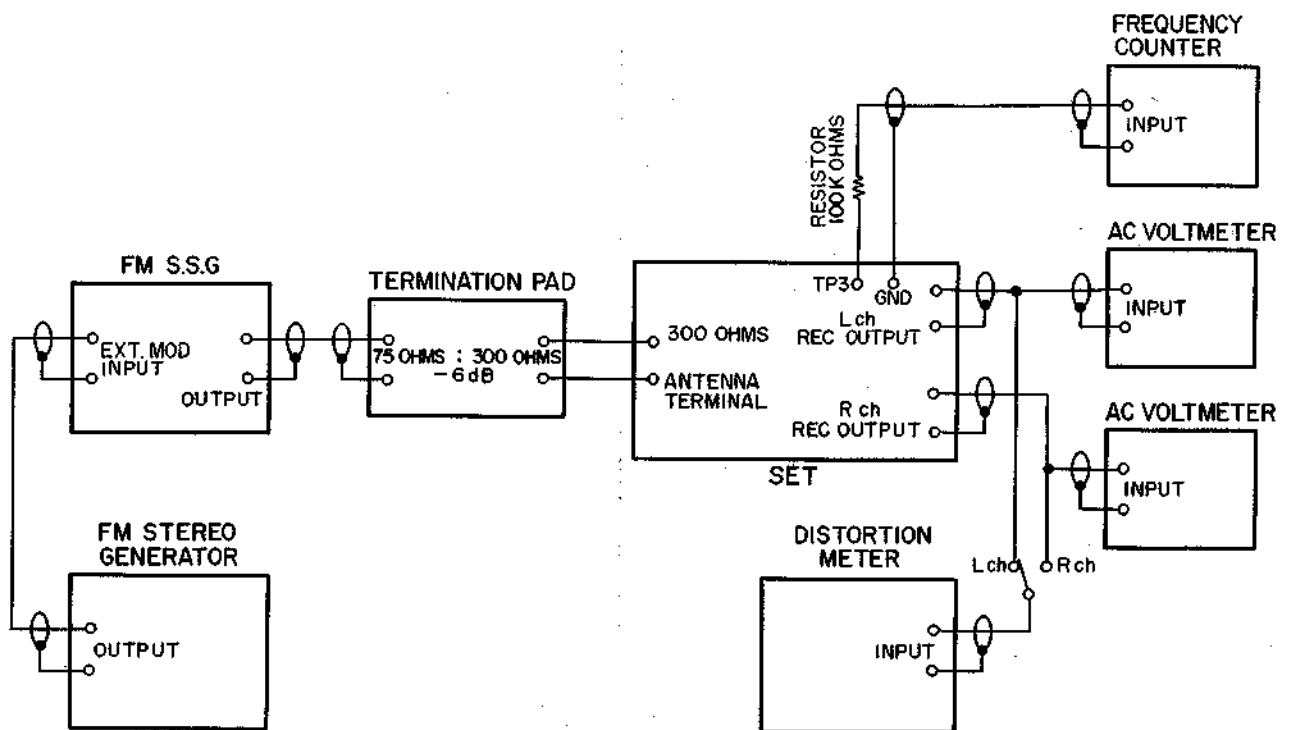 FREQUENCY
COUNTER
INPUT
RESISTOR
100K OHMS
AC VOLTMETER
INPUT
FM S.S.G
EXT. MOD
INPUT
OUTPUT
TERMINATION PAD
75 OHMS : 300 OHMS
-6dB
TP3
GND
300 OHMS
ANTENNA
TERMINAL
L ch
REC OUTPUT
R ch
REC OUTPUT
SET
AC VOLTMETER
INPUT
FM STEREO
GENERATOR
OUTPUT
DISTORTION
METER
INPUT
L ch
R ch